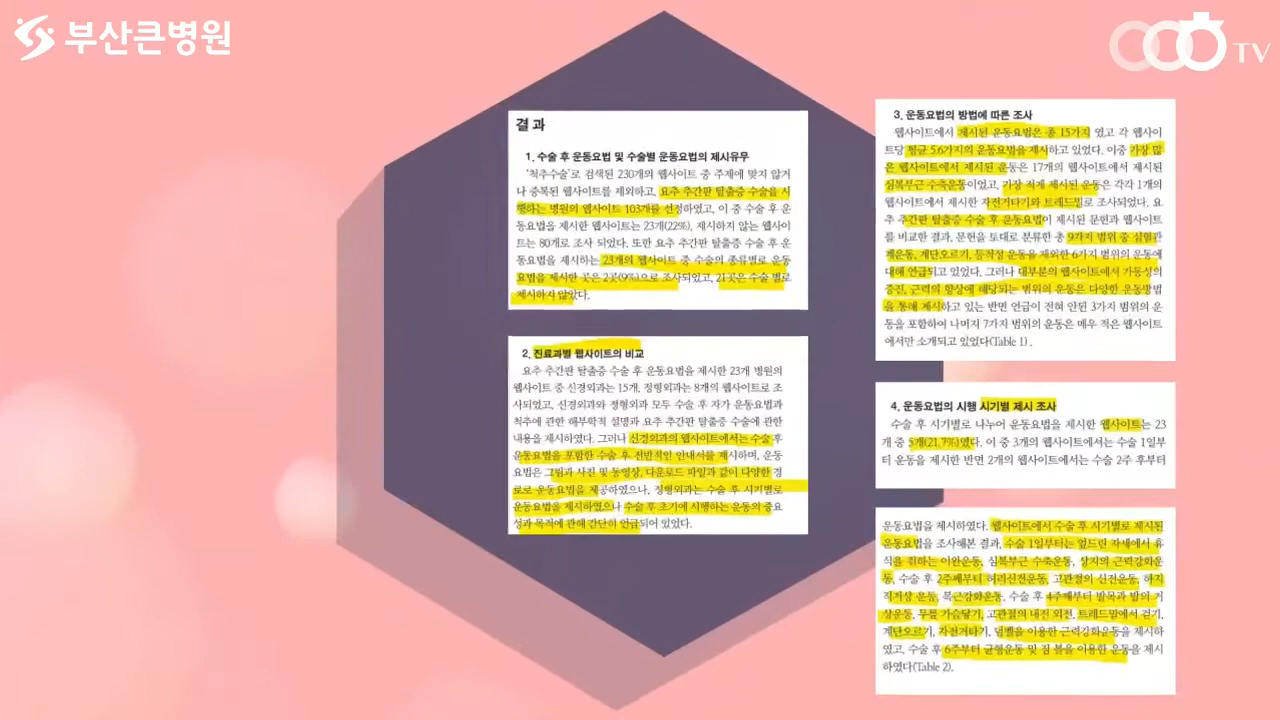 부산큰병원
TV
결 과
1. 수술 후 운동요법 및 수술별 운동요법의 제시유무
'척추수술'로 검색된 230개의 웹사이트 중 주제에 맞지 않거
나 중복된 웹사이트를 제외하고, 요추 추간판 탈출증 수술을 시
행하는 병원의 웹사이트 103개를 선정하였고, 이 중 수술 후 운
동요법을 제시한 웹사이트는 23개(22%), 제시하지 않는 웹사이
트는 80개로 조사 되었다. 또한 요추 추간판 탈출증 수술 후 운
동요법을 제시하는 23개의 웹사이트 중 수술의 종류별로 운동
요법을 제시한 곳은 2곳(9%)으로 조사되었고, 21곳은 수술 별로
제시하지 않았다.
2. 진료과별 웹사이트의 비교
요추 추간판 탈출증 수술 후 운동요법을 제시한 23개 병원의
웹사이트 중 신경외과는 15개, 정형외과는 8개의 웹사이트로 조
사되었고, 신경외과와 정형외과 모두 수술 후 자가 운동요법과
척추에 관한 해부학적 설명과 요추 추간판 탈출증 수술에 관한
내용을 제시하였다. 그러나 신경외과의 웹사이트에서는 수술 후
운동요법을 포함한 수술 후 전반적인 안내서를 제시하며, 운동
요법은 그림과 사진 및 동영상, 다운로드 파일과 같이 다양한 경
로로 운동요법을 제공하였으나, 정형외과는 수술 후 시기별로
운동요법을 제시하였으나 수술 후 초기에 시행하는 운동의 중요
성과 목적에 관해 간단히 언급되어 있었다.
3. 운동요법의 방법에 따른 조사
웹사이트에서 제시된 운동요법은 총 15가지 였고 각 웹사이
트당 평균 5.6가지의 운동요법을 제시하고 있었다. 이중 가장 많
은 웹사이트에서 제시된 운동은 17개의 웹사이트에서 제시된
심복부근 수축운동이었고, 가장 적게 제시된 운동은 각각 1개의
웹사이트에서 제시한 자전거타기와 트레드밀로 조사되었다. 요
추 추간판 탈출증 수술 후 운동요법이 제시된 문헌과 웹사이트
를 비교한 결과, 문헌을 토대로 분류한 총 9가지 범위 중 심혈관
계운동, 계단오르기, 등척성 운동을 제외한 6가지 범위의 운동에
대해 언급되고 있었다. 그러나 대부분의 웹사이트에서 가동성의
증진, 근력의 향상에 해당되는 범위의 운동은 다양한 운동방법
을 통해 제시하고 있는 반면 언급이 전혀 안된 3가지 범위의 운
동을 포함하여 나머지 7가지 범위의 운동은 매우 적은 웹사이트
에서만 소개되고 있었다(Table 1).
4. 운동요법의 시행 시기별 제시 조사
수술 후 시기별로 나누어 운동요법을 제시한 웹사이트는 23
개 중 5개(21.7%)였다. 이 중 3개의 웹사이트에서는 수술 1일부
터 운동을 제시한 반면 2개의 웹사이트에서는 수술 2주 후부터
운동요법을 제시하였다. 웹사이트에서 수술 후 시기별로 제시된
운동요법을 조사해본 결과, 수술 1일부터는 엎드린 자세에서 휴
식을 취하는 이완운동, 심복부근 수축운동, 상지의 근력강화운
동, 수술 후 2주째부터 허리신전운동, 고관절의 신전운동, 하지
직거상 운동, 복근강화운동, 수술 후 4주째부터 발목과 발의 거
상운동, 무릎 가슴닿기, 고관절의 내전 외전, 트레드밀에서 걷기,
계단오르기, 자전거타기, 덤벨을 이용한 근력강화운동을 제시하
였고, 수술 후 6주부터 균형운동 및 짐 볼을 이용한 운동을 제시
하였다(Table 2).